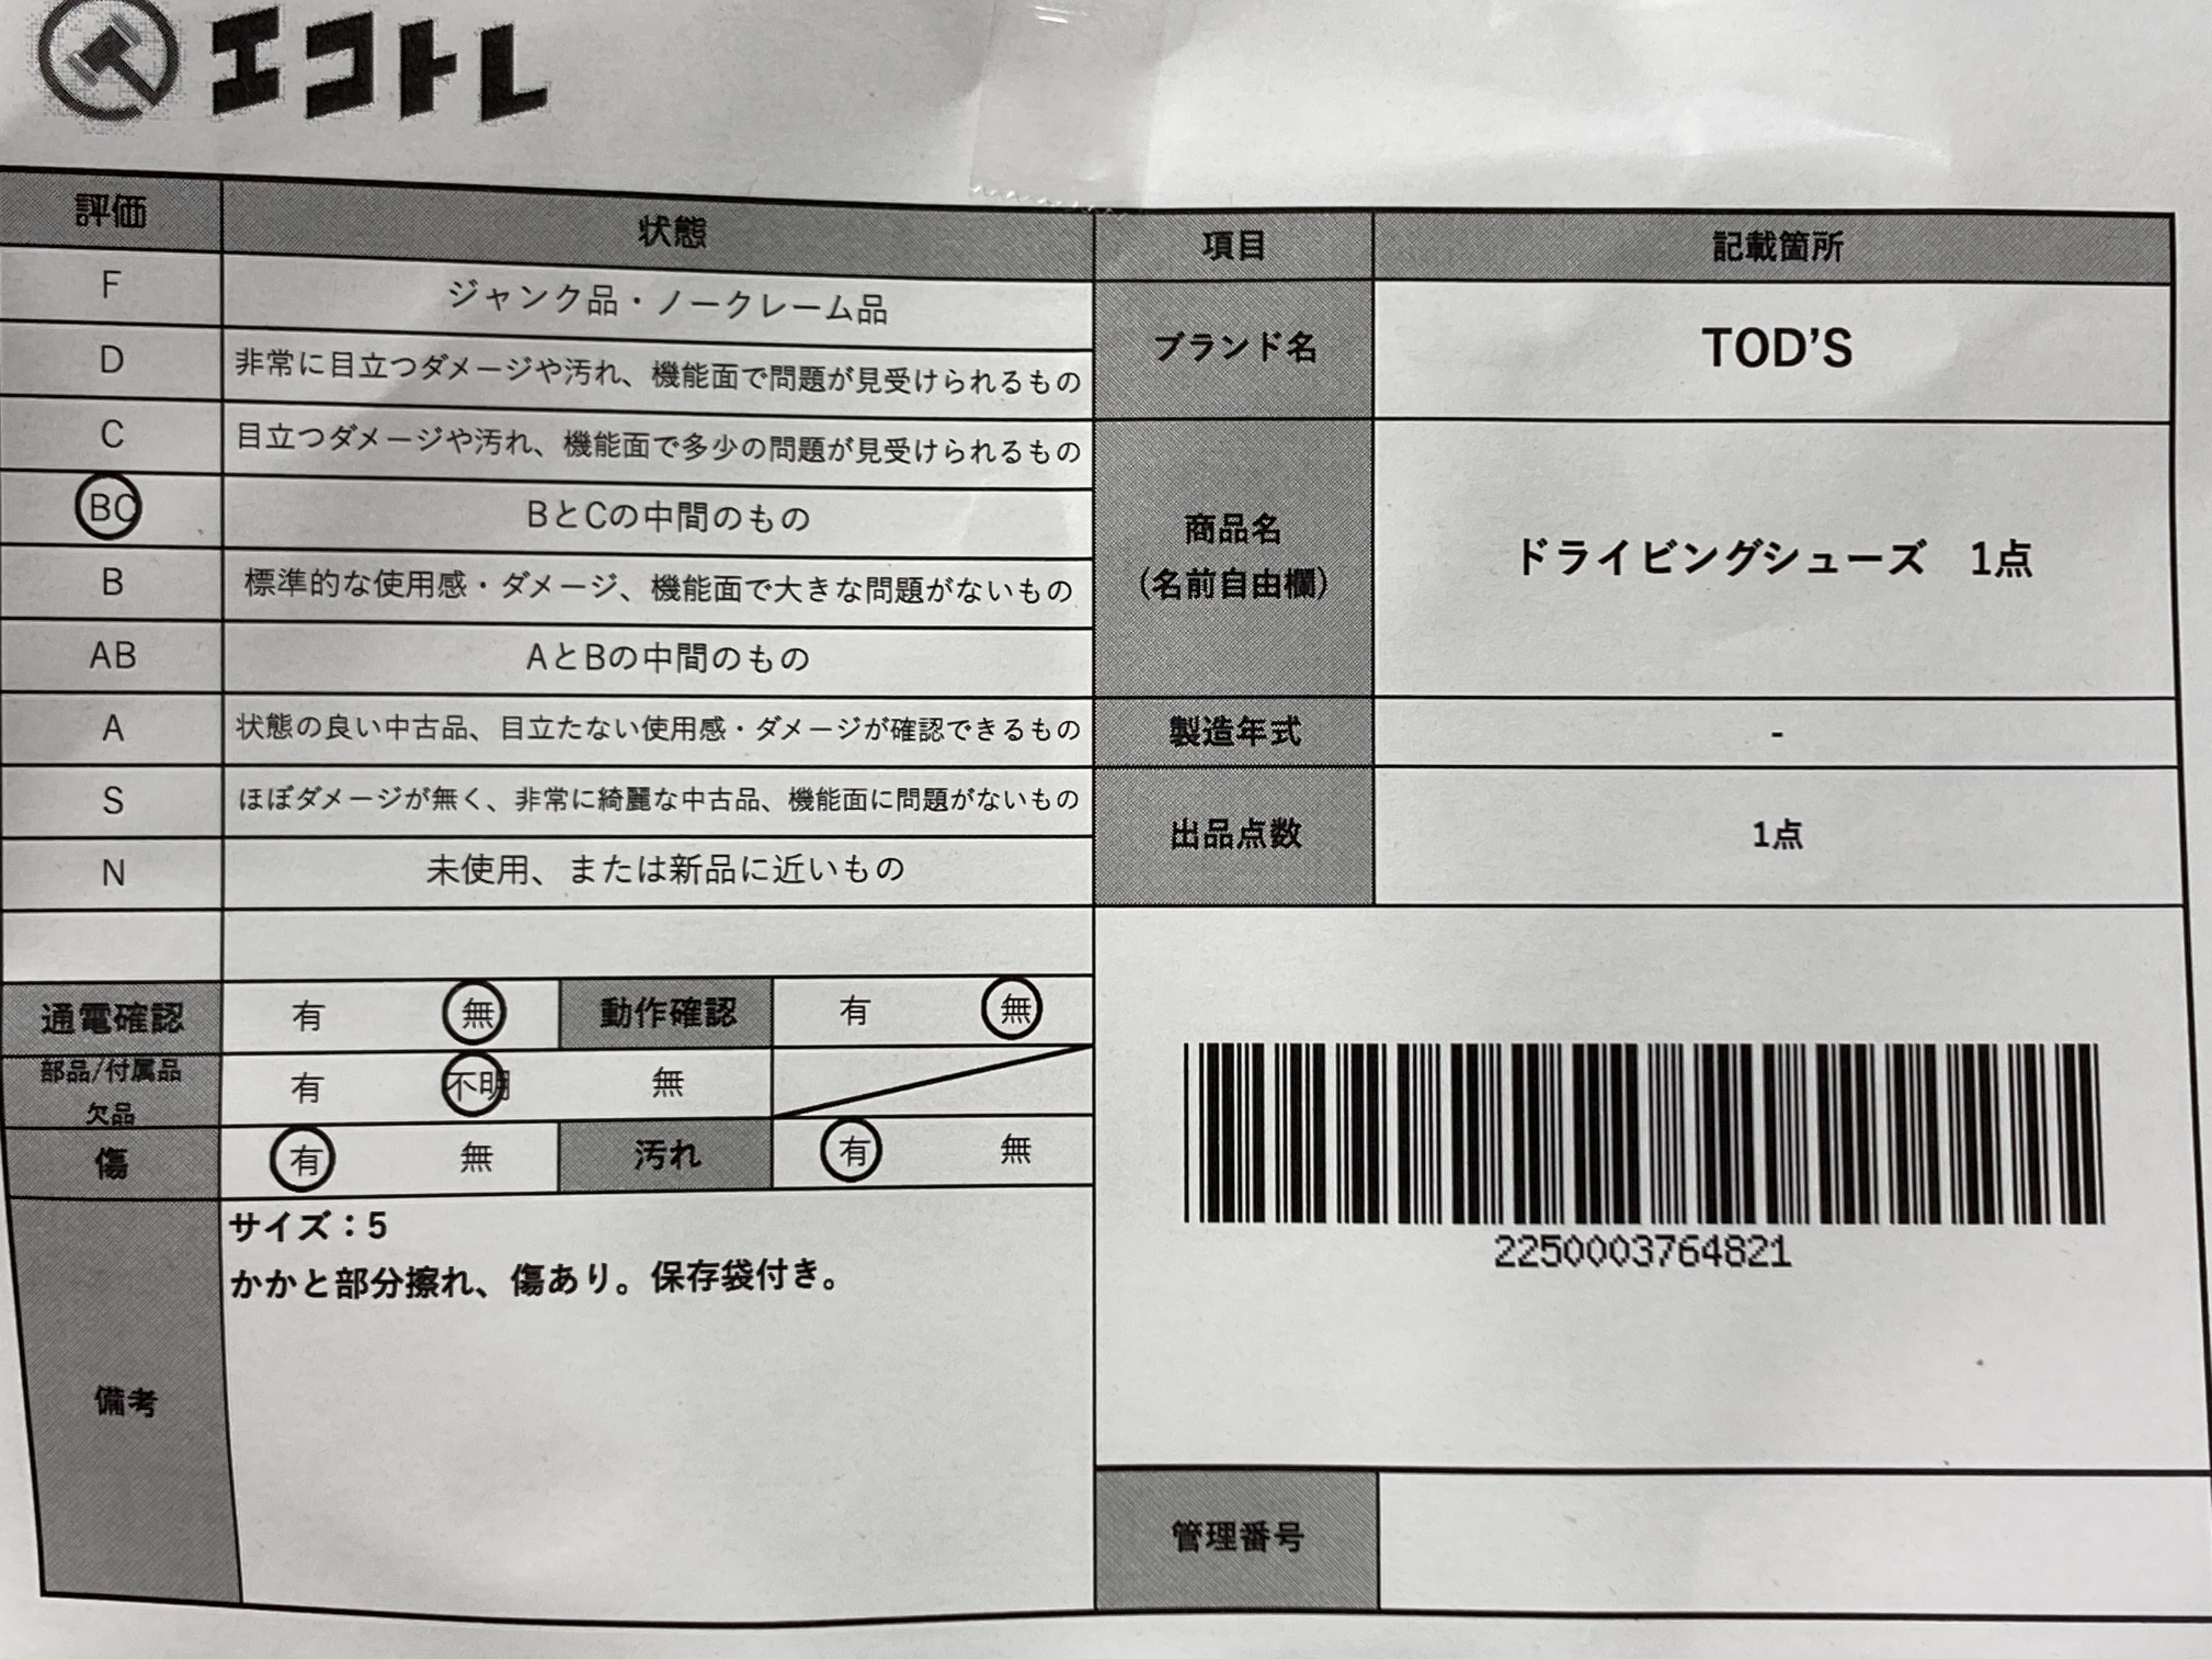 エコトレ
評価 状態
F ジャンク品・ノークレーム品
D 非常に目立つダメージや汚れ、機能面で問題が見受けられるもの
C 目立つダメージや汚れ、機能面で多少の問題が見受けられるもの
BC BとCの中間のもの
B 標準的な使用感・ダメージ、機能面で大きな問題がないもの
AB AとBの中間のもの
A 状態の良い中古品、目立たない使用感・ダメージが確認できるもの
S ほぼダメージが無く、非常に綺麗な中古品、機能面に問題がないもの
N 未使用、または新品に近いもの
通電確認 有 無 動作確認 有 無
部品/付属品
欠品 有 不明 無
傷 有 無 汚れ 有 無
備考
サイズ：5
かかと部分擦れ、傷あり。保存袋付き。
項目 記載箇所
ブランド名 TOD'S
商品名
(名前自由欄)
ドライビングシューズ　1点
製造年式 -
出品点数 1点
2250003764821
管理番号